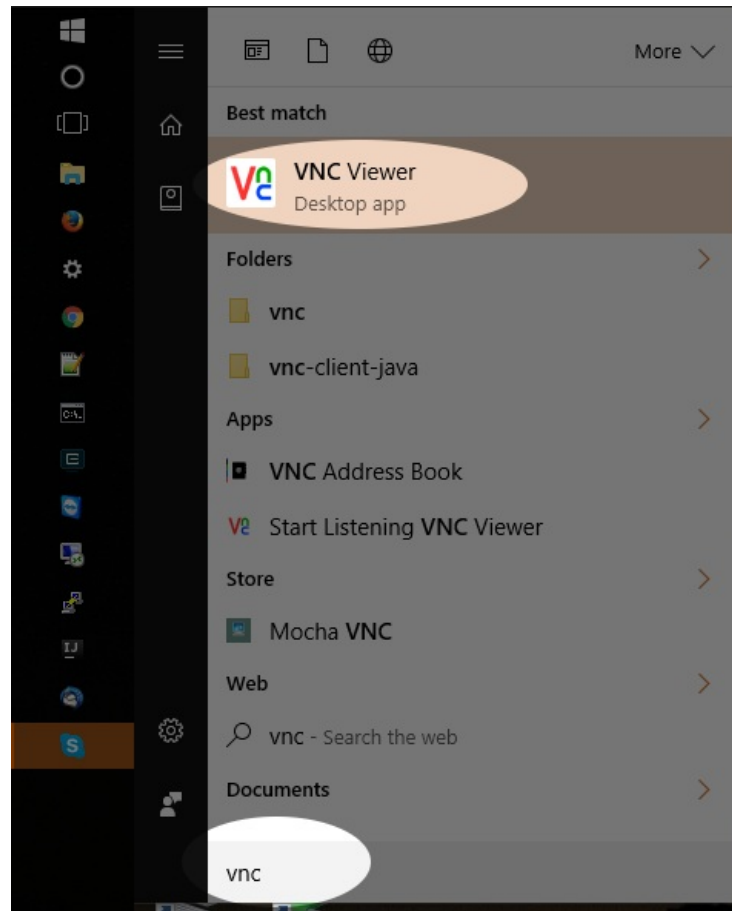 More
Best match
VNC Viewer
Desktop app
Folders
vnc
vnc-client-java
Apps
VNC Address Book
Start Listening VNC Viewer
Store
Mocha VNC
Web
vnc - Search the web
Documents
vnc